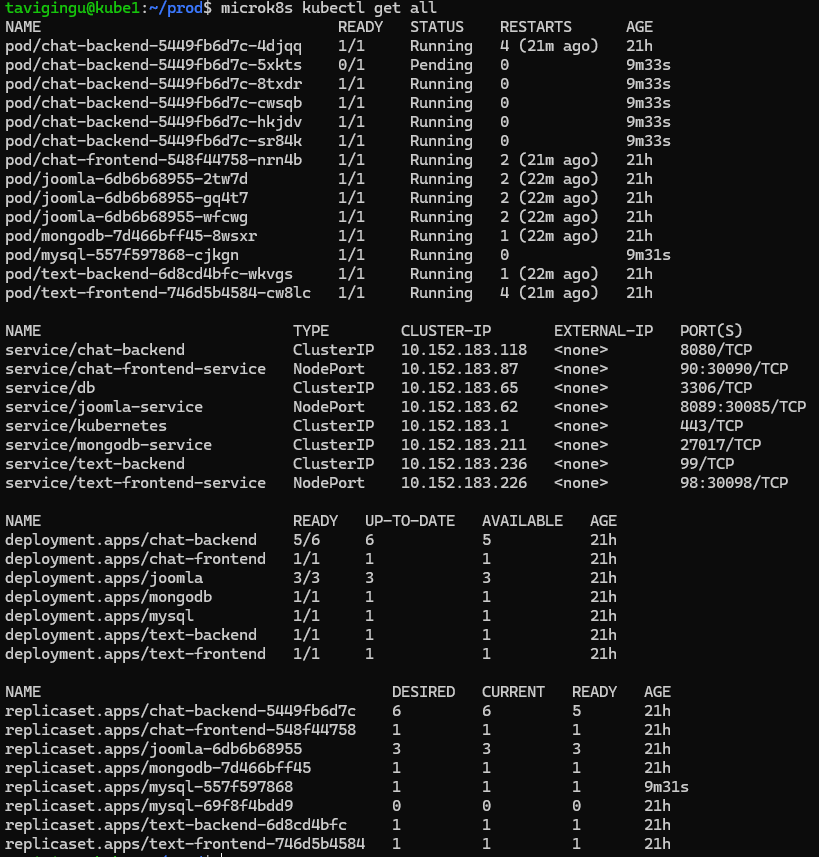 tavigingu@kube1:~/prod$ microk8s kubectl get all
NAME READY STATUS RESTARTS AGE
pod/chat-backend-5449fb6d7c-4djqq 1/1 Running 4 (21m ago) 21h
pod/chat-backend-5449fb6d7c-5xkts 0/1 Pending 0 9m33s
pod/chat-backend-5449fb6d7c-8txdr 1/1 Running 0 9m33s
pod/chat-backend-5449fb6d7c-cwsqb 1/1 Running 0 9m33s
pod/chat-backend-5449fb6d7c-hkjdv 1/1 Running 0 9m33s
pod/chat-backend-5449fb6d7c-sr84k 1/1 Running 0 9m33s
pod/chat-frontend-548f44758-nrn4b 1/1 Running 2 (21m ago) 21h
pod/joomla-6db6b68955-2tw7d 1/1 Running 2 (22m ago) 21h
pod/joomla-6db6b68955-gq4t7 1/1 Running 2 (22m ago) 21h
pod/joomla-6db6b68955-wfcwg 1/1 Running 2 (22m ago) 21h
pod/mongodb-7d466bff45-8wsxr 1/1 Running 1 (22m ago) 21h
pod/mysql-557f597868-cjkgn 1/1 Running 0 9m31s
pod/text-backend-6d8cd4bfc-wkvgs 1/1 Running 1 (22m ago) 21h
pod/text-frontend-746d5b4584-cw8lc 1/1 Running 4 (21m ago) 21h
NAME TYPE CLUSTER-IP EXTERNAL-IP PORT(S)
service/chat-backend ClusterIP 10.152.183.118 <none> 8080/TCP
service/chat-frontend-service NodePort 10.152.183.87 <none> 90:30090/TCP
service/db ClusterIP 10.152.183.65 <none> 3306/TCP
service/joomla-service NodePort 10.152.183.62 <none> 8089:30085/TCP
service/kubernetes ClusterIP 10.152.183.1 <none> 443/TCP
service/mongodb-service ClusterIP 10.152.183.211 <none> 27017/TCP
service/text-backend ClusterIP 10.152.183.236 <none> 99/TCP
service/text-frontend-service NodePort 10.152.183.226 <none> 98:30098/TCP
NAME READY UP-TO-DATE AVAILABLE AGE
deployment.apps/chat-backend 5/6 6 5 21h
deployment.apps/chat-frontend 1/1 1 1 21h
deployment.apps/joomla 3/3 3 3 21h
deployment.apps/mongodb 1/1 1 1 21h
deployment.apps/mysql 1/1 1 1 21h
deployment.apps/text-backend 1/1 1 1 21h
deployment.apps/text-frontend 1/1 1 1 21h
NAME DESIRED CURRENT READY AGE
replicaset.apps/chat-backend-5449fb6d7c 6 6 5 21h
replicaset.apps/chat-frontend-548f44758 1 1 1 21h
replicaset.apps/joomla-6db6b68955 3 3 3 21h
replicaset.apps/mongodb-7d466bff45 1 1 1 21h
replicaset.apps/mysql-557f597868 1 1 1 9m31s
replicaset.apps/mysql-69f8f4bdd9 0 0 0 21h
replicaset.apps/text-backend-6d8cd4bfc 1 1 1 21h
replicaset.apps/text-frontend-746d5b4584 1 1 1 21h